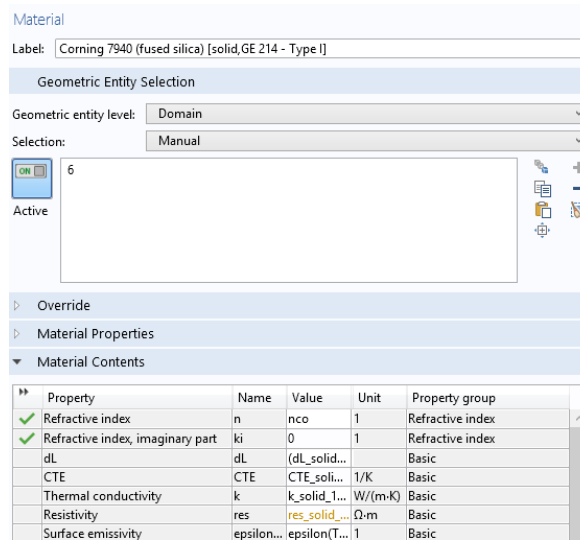 Material
Label: Corning 7940 (fused silica) [solid,GE 214 - Type I]
Geometric Entity Selection
Geometric entity level: Domain
Selection: Manual
ON 6
Active
Override
Material Properties
Material Contents
Property Name Value Unit Property group
Refractive index n nco 1 Refractive index
Refractive index, imaginary part ki 0 1 Refractive index
dL dL (dL_solid... Basic
CTE CTE CTE_soli... 1/K Basic
Thermal conductivity k k_solid_1... W/(m·K) Basic
Resistivity res res_solid_... Ω·m Basic
Surface emissivity epsilon... epsilon(T... 1 Basic